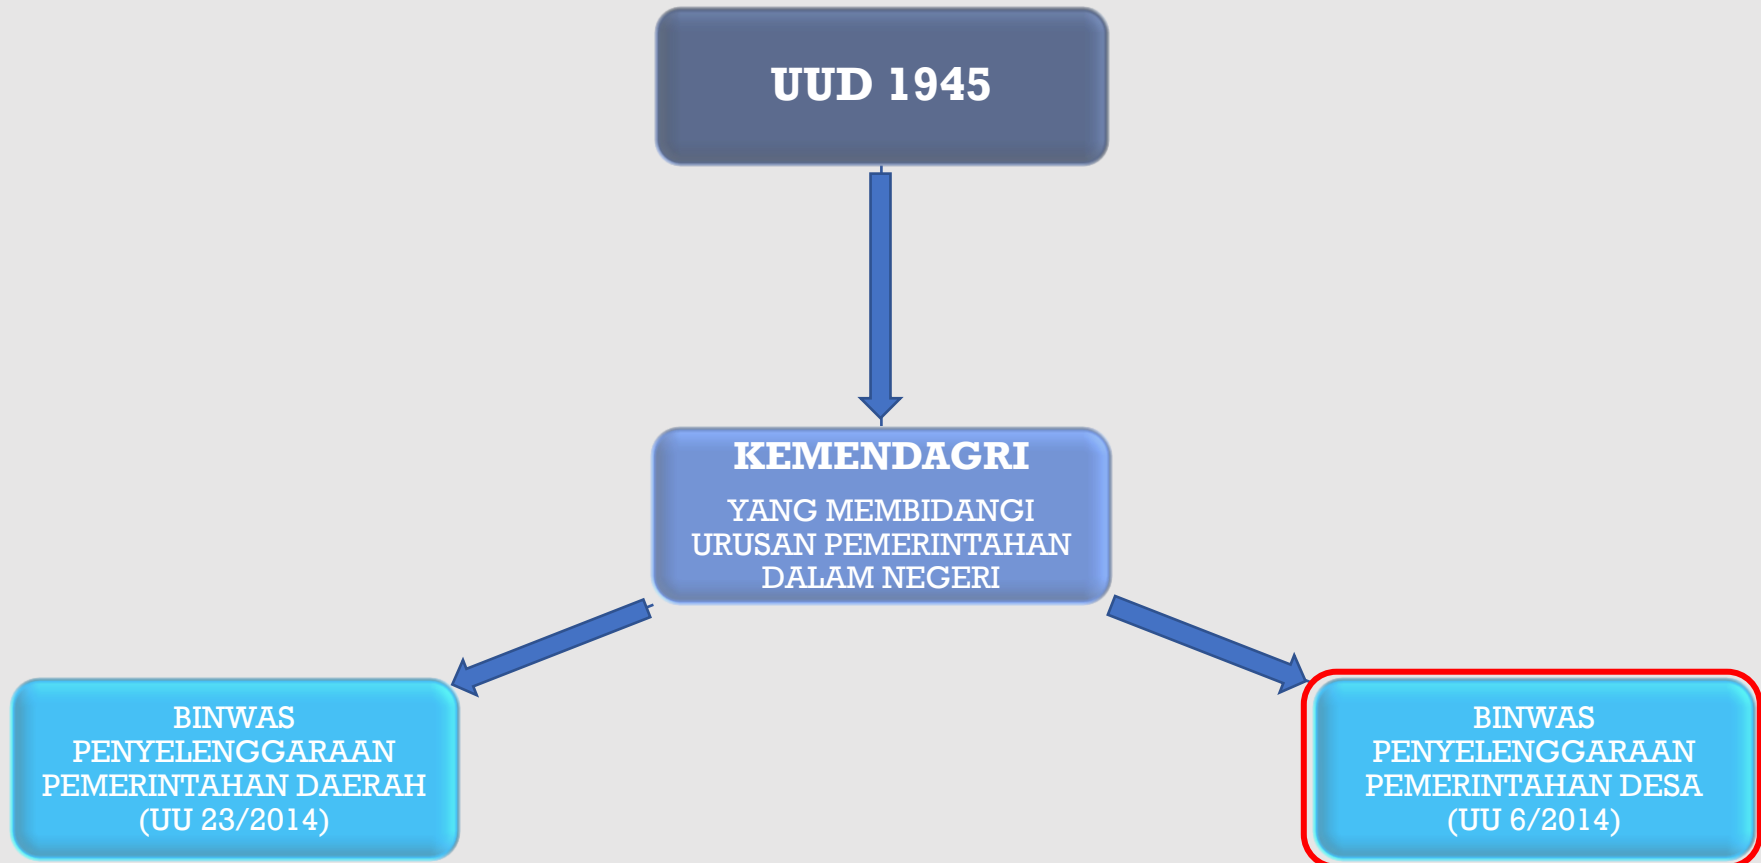 UUD 1945
KEMENDAGRI
YANG MEMBIDANGI
URUSAN PEMERINTAHAN
DALAM NEGERI
BINWAS
PENYELENGGARAAN
PEMERINTAHAN DAERAH
(UU 23/2014)
BINWAS
PENYELENGGARAAN
PEMERINTAHAN DESA
(UU 6/2014)